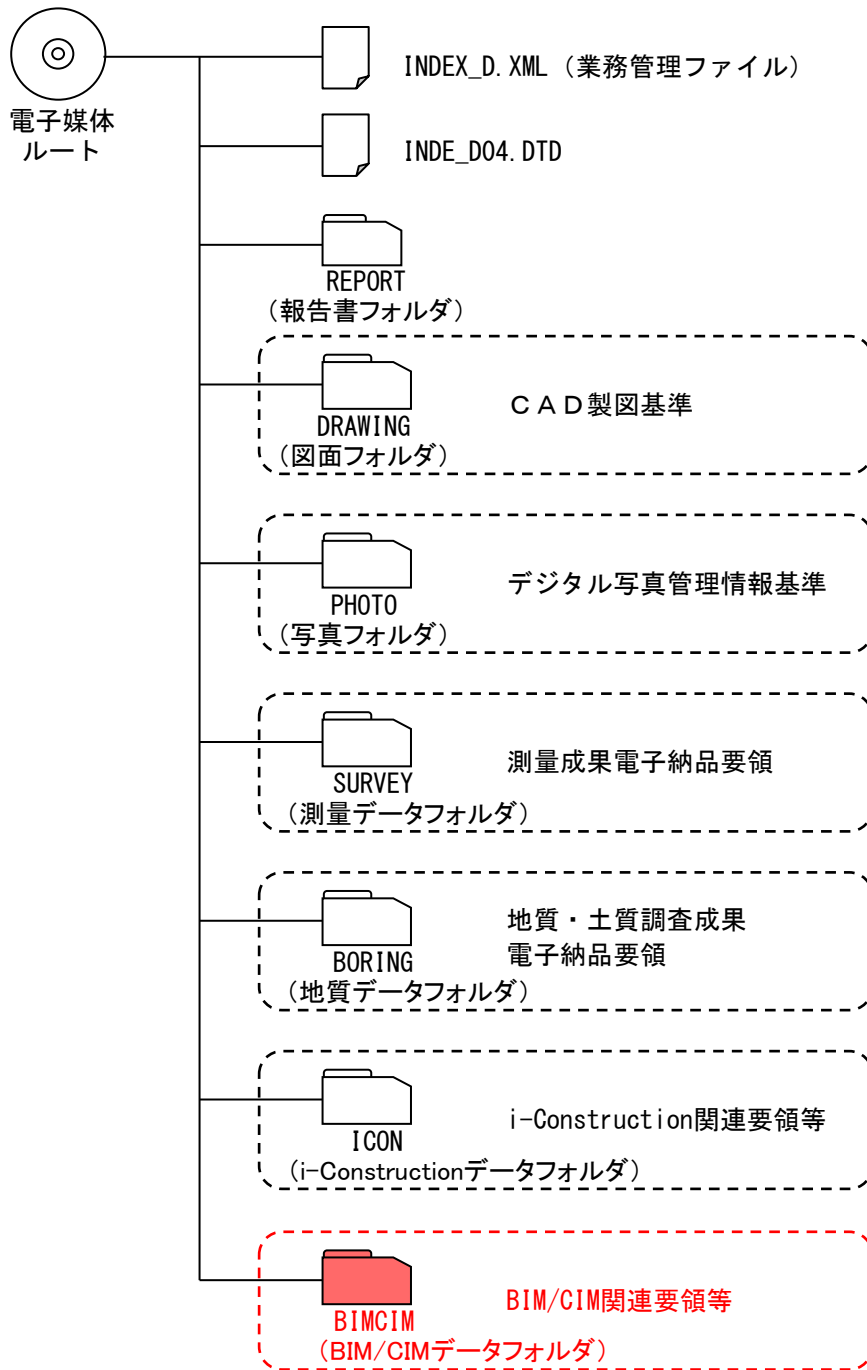 電子媒体
ルート
INDEX_D.XML（業務管理ファイル）
INDE_D04.DTD
REPORT
（報告書フォルダ）
DRAWING
（図面フォルダ）
ＣＡＤ製図基準
PHOTO
（写真フォルダ）
デジタル写真管理情報基準
SURVEY
（測量データフォルダ）
測量成果電子納品要領
BORING
（地質データフォルダ）
地質・土質調査成果
電子納品要領
ICON
（i-Constructionデータフォルダ）
i-Construction関連要領等
BIMCIM
（BIM/CIMデータフォルダ）
BIM/CIM関連要領等